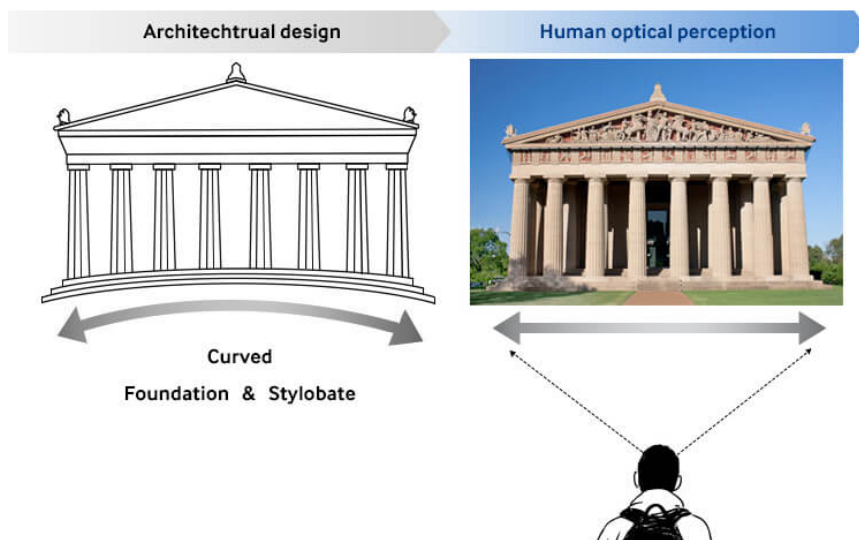 Architechtrual design
Human optical perception
Curved
Foundation & Stylobate